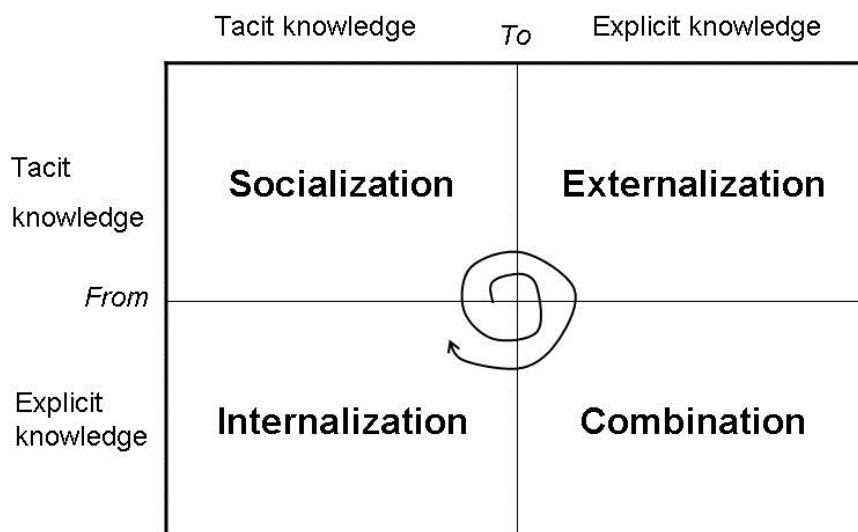 Tacit knowledge To Explicit knowledge
Tacit
knowledge
Socialization Externalization
From
Explicit
knowledge
Internalization Combination